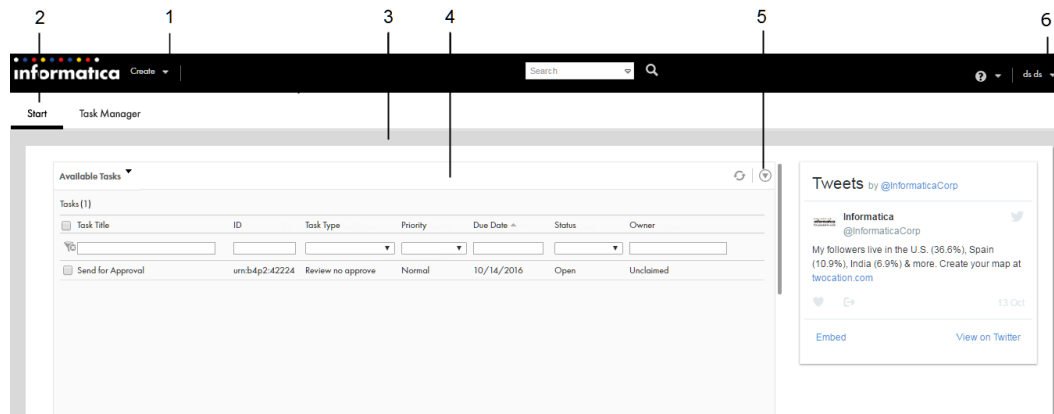 2 1 3 4 5 6
informatica Create Search ? ds ds
Start Task Manager
Available Tasks
Tasks (1)
Task Title ID Task Type Priority Due Date Status Owner
Send for Approval urn:b4p2:42224 Review no approve Normal 10/14/2016 Open Unclaimed
Tweets by @InformaticaCorp
Informatica
@InformaticaCorp
My followers live in the U.S. (36.6%), Spain
(10.9%), India (6.9%) & more. Create your map at
twocation.com
13 Oct
Embed View on Twitter